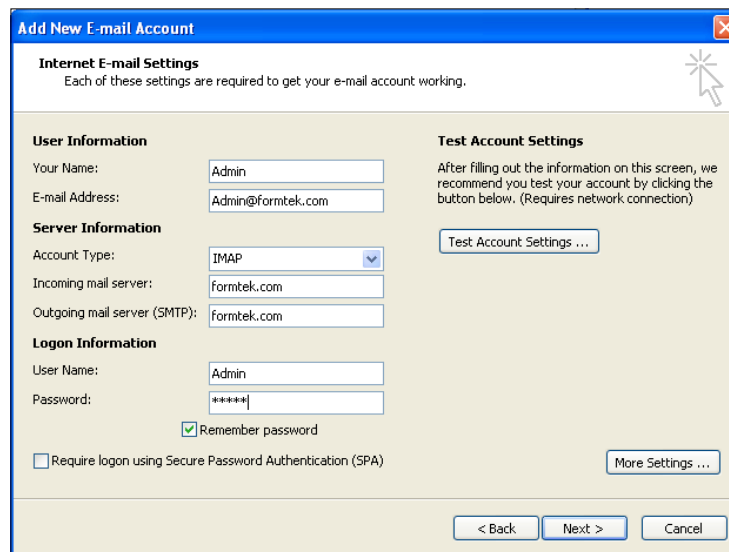 Add New E-mail Account
Internet E-mail Settings
Each of these settings are required to get your e-mail account working.
User Information
Your Name: Admin
E-mail Address: Admin@formtek.com
Server Information
Account Type: IMAP
Incoming mail server: formtek.com
Outgoing mail server (SMTP): formtek.com
Logon Information
User Name: Admin
Password: *****
Remember password
Require logon using Secure Password Authentication (SPA)
Test Account Settings
After filling out the information on this screen, we
recommend you test your account by clicking the
button below. (Requires network connection)
Test Account Settings ...
More Settings ...
< Back Next > Cancel